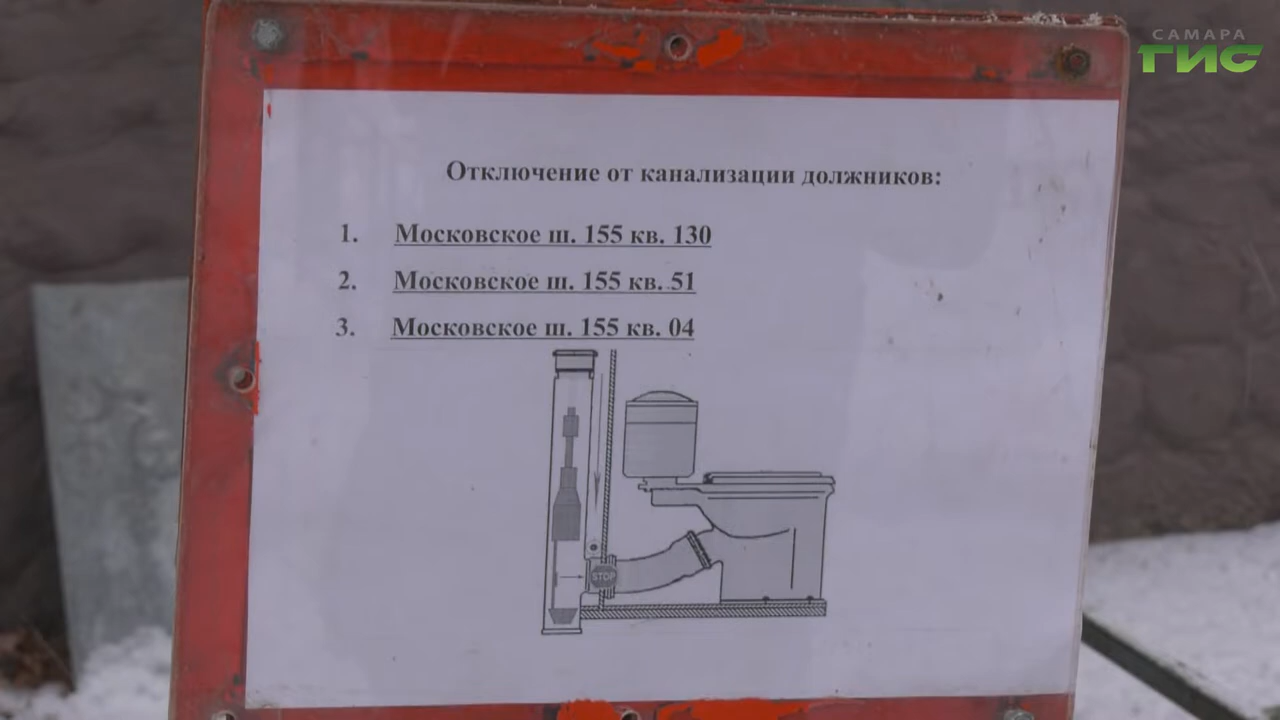 САМАРА
ГИС
Отключение от канализации должников:
1. Московское ш. 155 кв. 130
2. Московское ш. 155 кв. 51
3. Московское ш. 155 кв. 04
STOP